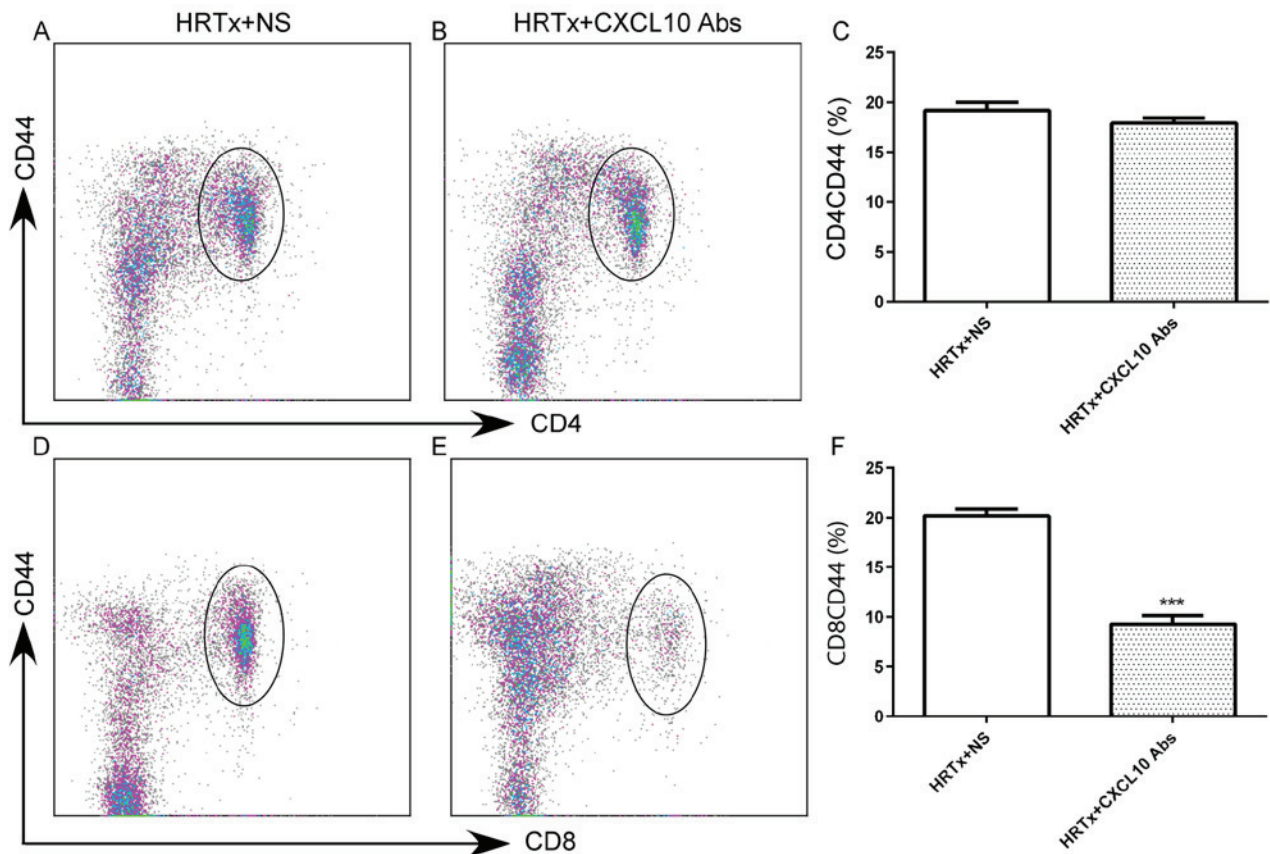 A HRTx+NS
B HRTx+CXCL10 Abs
C
CD44
CD4
CD4CD44 (%)
25
20
15
10
5
0
HRTx+NS
HRTx+CXCL10 Abs
D
E
F
CD44
CD8
CD8CD44 (%)
25
20
15
10
5
0
***
HRTx+NS
HRTx+CXCL10 Abs